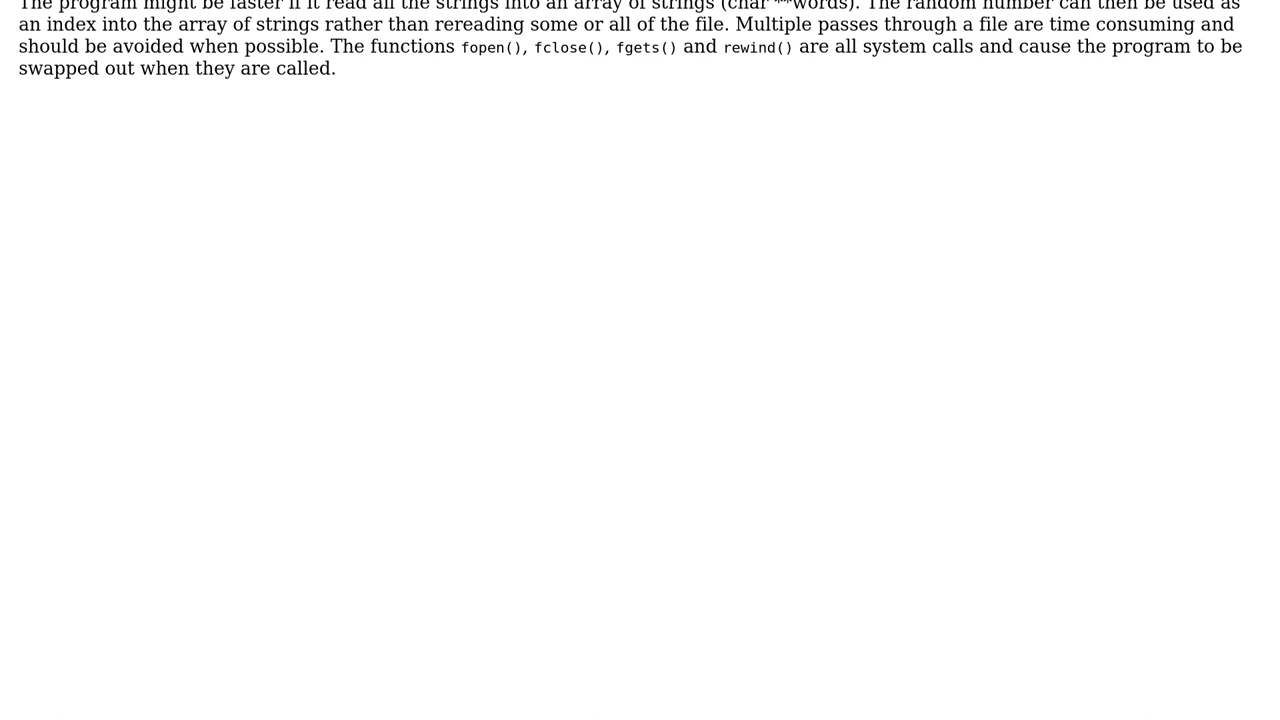 The program might be faster if it read all the strings into an array of strings (char **words). The random number can then be used as
an index into the array of strings rather than rereading some or all of the file. Multiple passes through a file are time consuming and
should be avoided when possible. The functions fopen(), fclose(), fgets() and rewind() are all system calls and cause the program to be
swapped out when they are called.